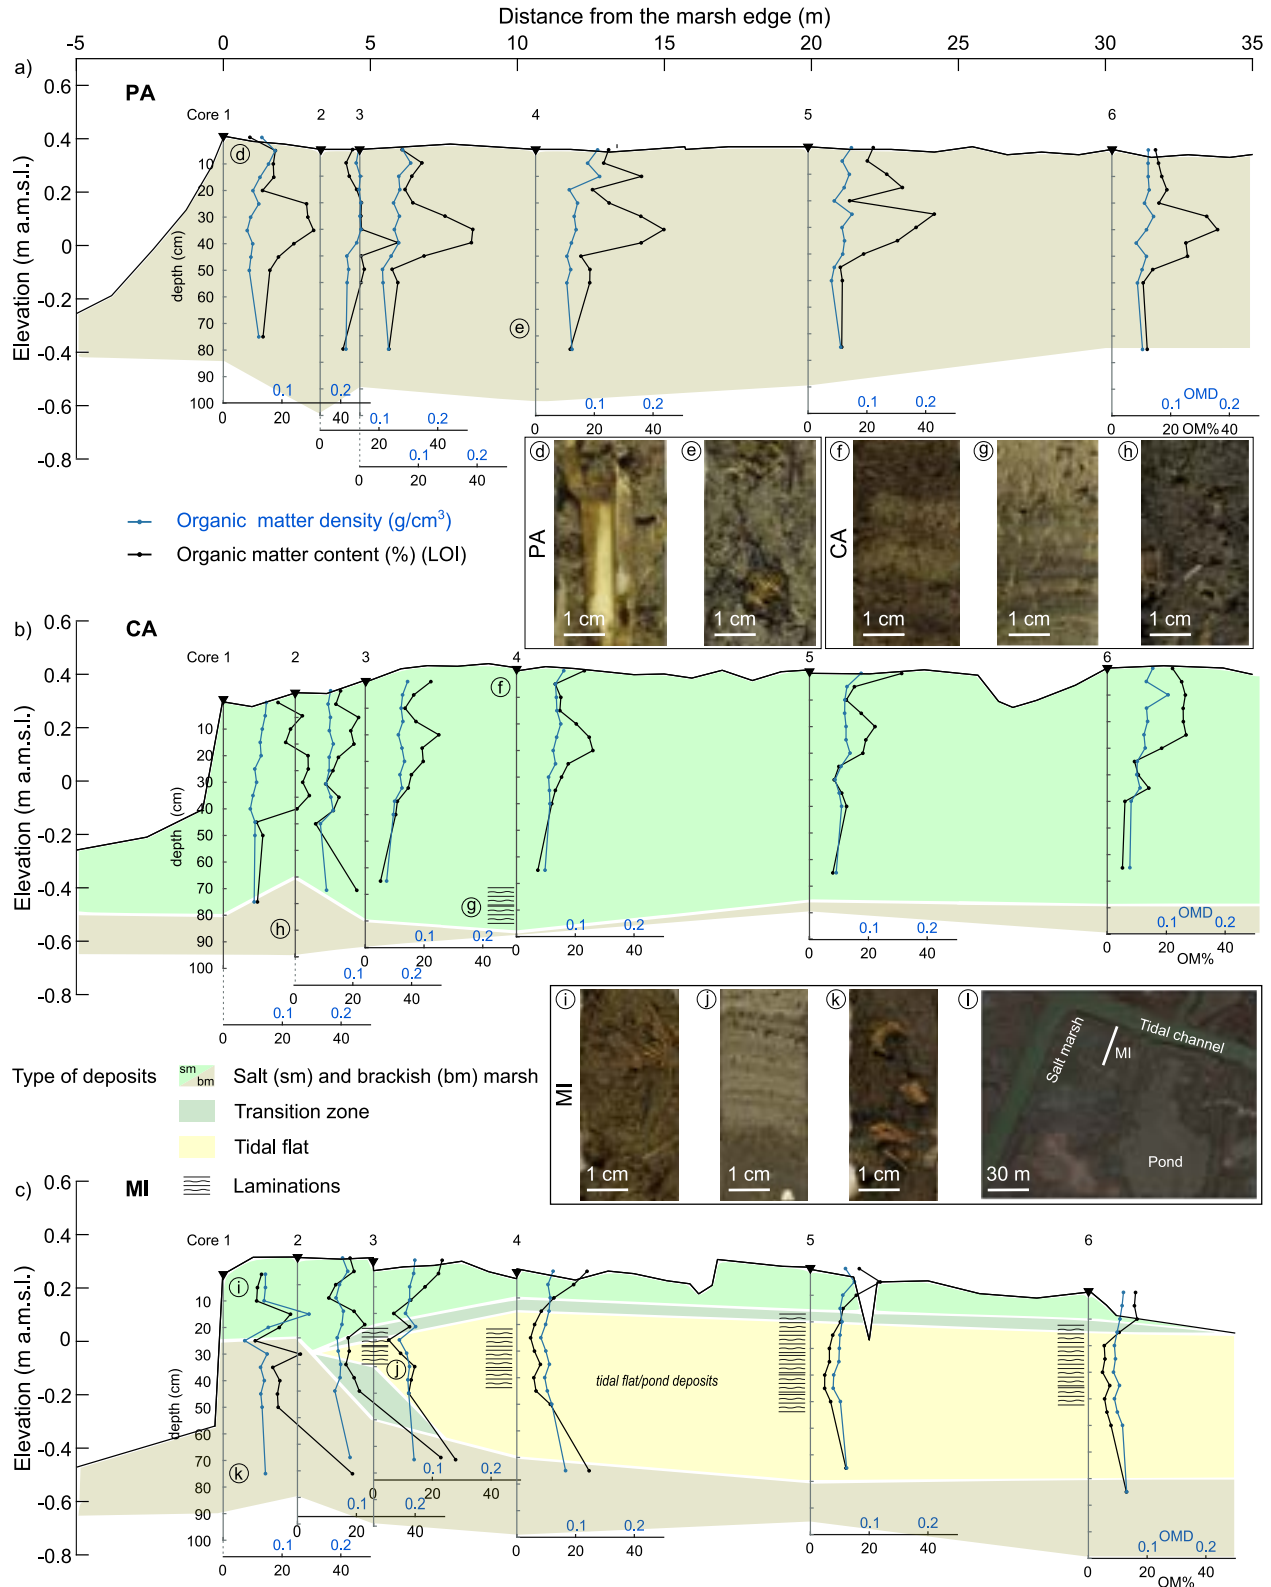 Distance from the marsh edge (m)
-5 0 5 10 15 20 25 30 35
a)
PA
Elevation (m a.m.s.l.)
0.6
0.4
0.2
0
-0.2
-0.4
-0.6
-0.8
Core 1 2 3 4 5 6
d
e
depth (cm)
10
20
30
40
50
60
70
80
90
100
0.1 0.2
0 20 40
0.1 0.2
0 20 40
0.1 0.2
0 20 40
0.1 0.2
0 20 40
0.1 0.2
0 20 40
OMD
0.1 0.2
0 20 OM% 40
Organic matter density (g/cm³)
Organic matter content (%) (LOI)
d e f g h
PA
CA
1 cm 1 cm 1 cm 1 cm 1 cm
b)
CA
Elevation (m a.m.s.l.)
0.6
0.4
0.2
0
-0.2
-0.4
-0.6
-0.8
Core 1 2 3 4 5 6
f
g
h
depth (cm)
10
20
30
40
50
60
70
80
90
100
0.1 0.2
0 20 40
0.1 0.2
0 20 40
0.1 0.2
0 20 40
0.1 0.2
0 20 40
0.1 0.2
0 20 40
OMD
0.1 0.2
0 20 40
OM%
i j k l
MI
1 cm 1 cm 1 cm
Salt marsh
MI
Tidal channel
Pond
30 m
Type of deposits
sm
bm
Salt (sm) and brackish (bm) marsh
Transition zone
Tidal flat
Laminations
c)
MI
Elevation (m a.m.s.l.)
0.6
0.4
0.2
0
-0.2
-0.4
-0.6
-0.8
Core 1 2 3 4 5 6
i
j
k
tidal flat/pond deposits
depth (cm)
10
20
30
40
50
60
70
80
90
100
0.1 0.2
0 20 40
0.1 0.2
0 20 40
0.1 0.2
0 20 40
0.1 0.2
0 20 40
0.1 0.2
0 20 40
OMD
0.1 0.2
0 20 40
OM%